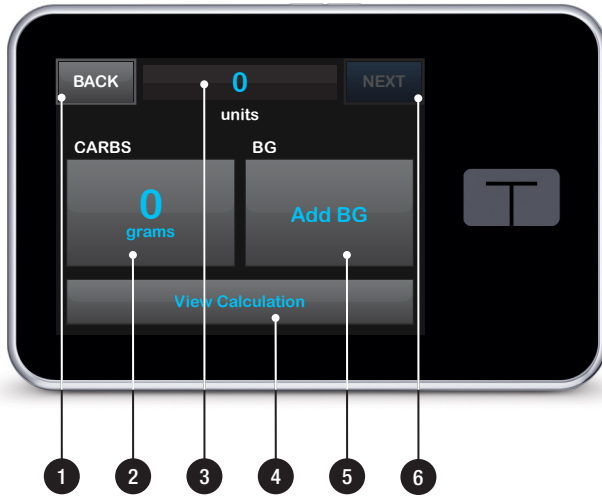 BACK
0
NEXT
units
CARBS
BG
0
grams
Add BG
View Calculation
1
2
3
4
5
6